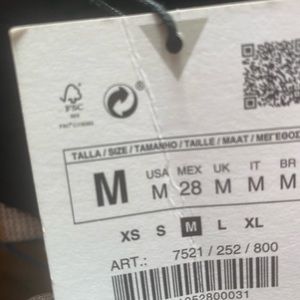 FSC
TALLA / SIZE / TAMANHO / TAILLE / MAAT / ΜΕΓΕΘΟΣ
USA MEX UK IT BR
M M 28 M M M
XS S M L XL
ART.: 7521 / 252 / 800
052800031